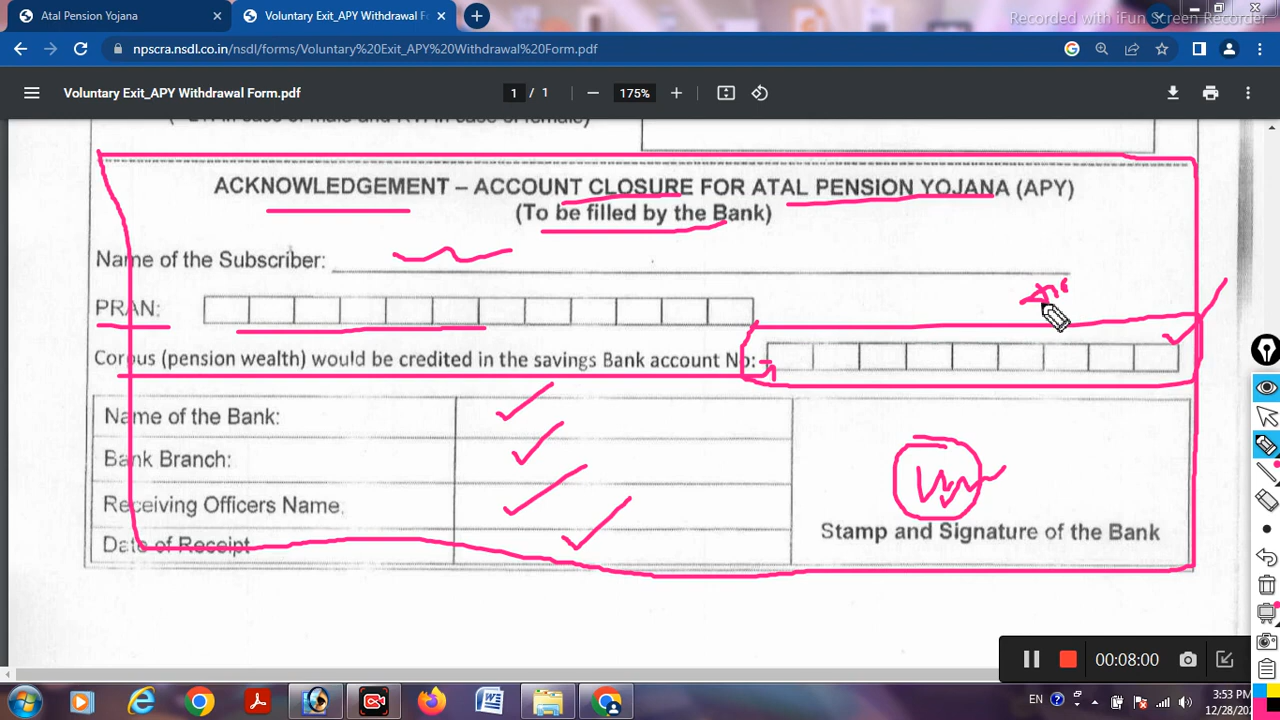 Atal Pension Yojana
Voluntary Exit_APY Withdrawal F
Recorded with iFun Screen Recorder
npscra.nsdl.co.in/nsdl/forms/Voluntary%20Exit_APY%20Withdrawal%20Form.pdf
Voluntary Exit_APY Withdrawal Form.pdf
1 / 1
175%
ACKNOWLEDGEMENT – ACCOUNT CLOSURE FOR ATAL PENSION YOJANA (APY)
(To be filled by the Bank)
Name of the Subscriber:
PRAN:
Corpus (pension wealth) would be credited in the savings Bank account No:
Name of the Bank:
Bank Branch:
Receiving Officers Name
Date of Receipt
Stamp and Signature of the Bank
00:08:00
EN
3:53 PM
12/28/20